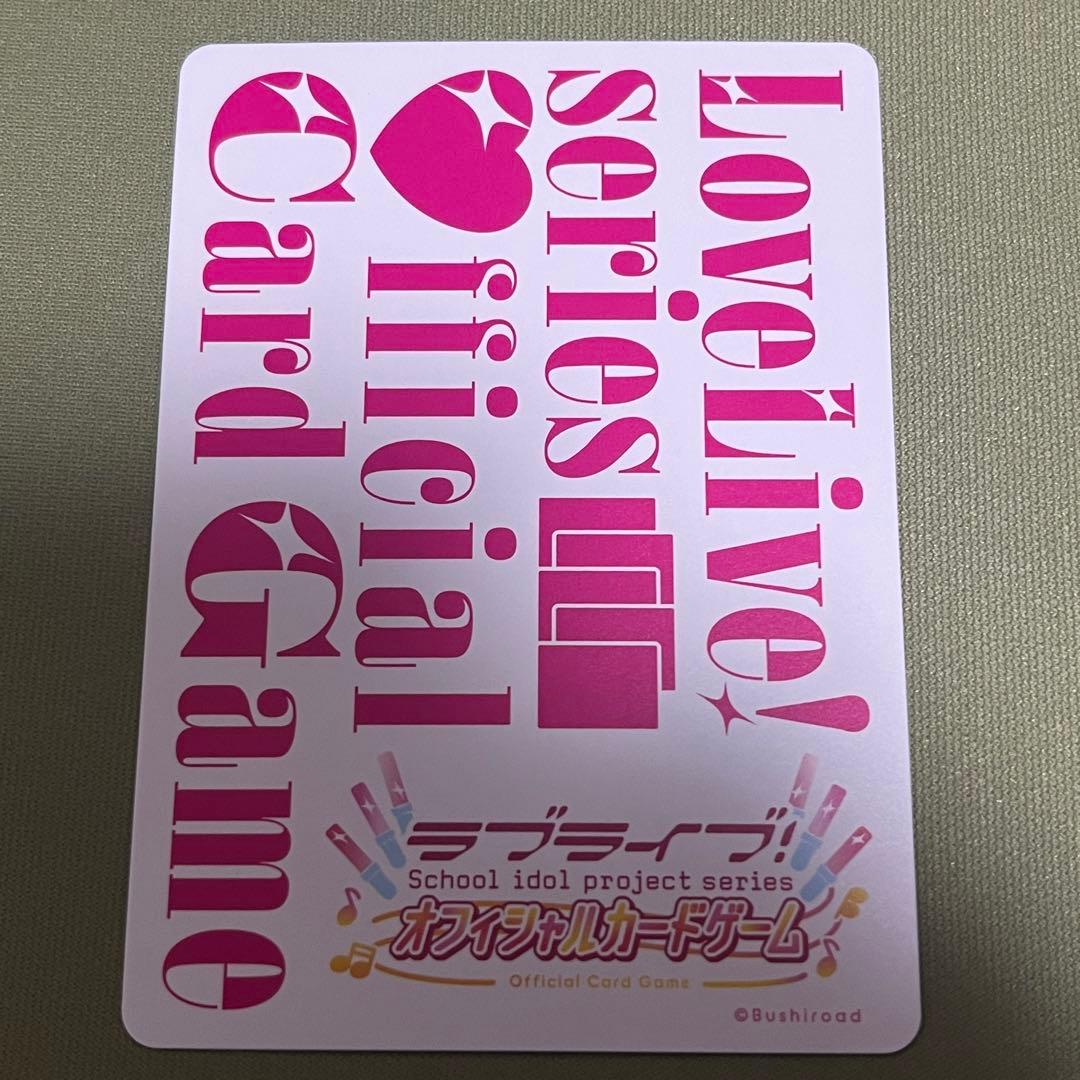 LoveLive!
series
♥fficial
Card Game
ラブライブ!
School idol project series
オフィシャルカードゲーム
Official Card Game
©Bushiroad